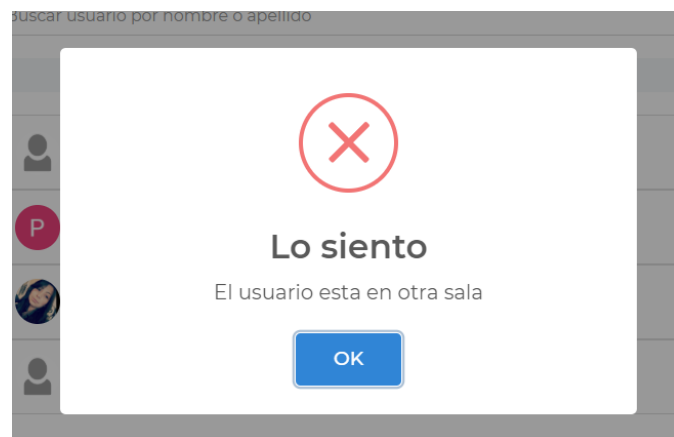 Buscar usuario por nombre o apellido
P
Lo siento
El usuario esta en otra sala
OK